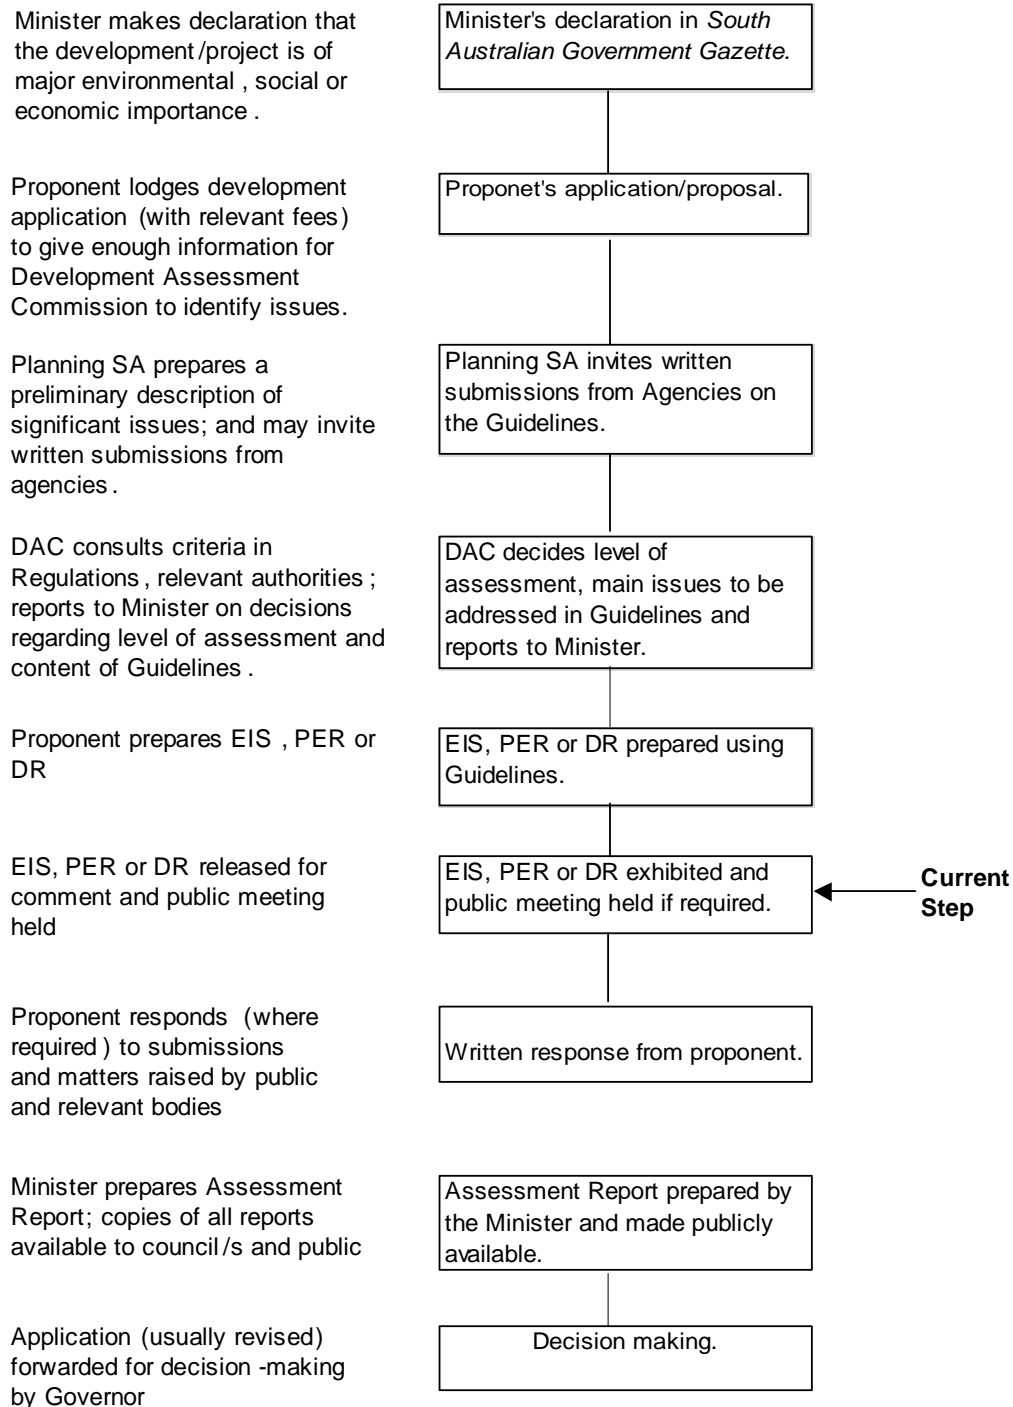 Minister makes declaration that
the development/project is of
major environmental, social or
economic importance.
Minister's declaration in South
Australian Government Gazette.
Proponent lodges development
application (with relevant fees)
to give enough information for
Development Assessment
Commission to identify issues.
Proponet's application/proposal.
Planning SA prepares a
preliminary description of
significant issues; and may invite
written submissions from
agencies.
Planning SA invites written
submissions from Agencies on
the Guidelines.
DAC consults criteria in
Regulations, relevant authorities;
reports to Minister on decisions
regarding level of assessment and
content of Guidelines.
DAC decides level of
assessment, main issues to be
addressed in Guidelines and
reports to Minister.
Proponent prepares EIS, PER or
DR
EIS, PER or DR prepared using
Guidelines.
EIS, PER or DR released for
comment and public meeting
held
EIS, PER or DR exhibited and
public meeting held if required.
Current
Step
Proponent responds (where
required) to submissions
and matters raised by public
and relevant bodies
Written response from proponent.
Minister prepares Assessment
Report; copies of all reports
available to council/s and public
Assessment Report prepared by
the Minister and made publicly
available.
Application (usually revised)
forwarded for decision-making
by Governor
Decision making.